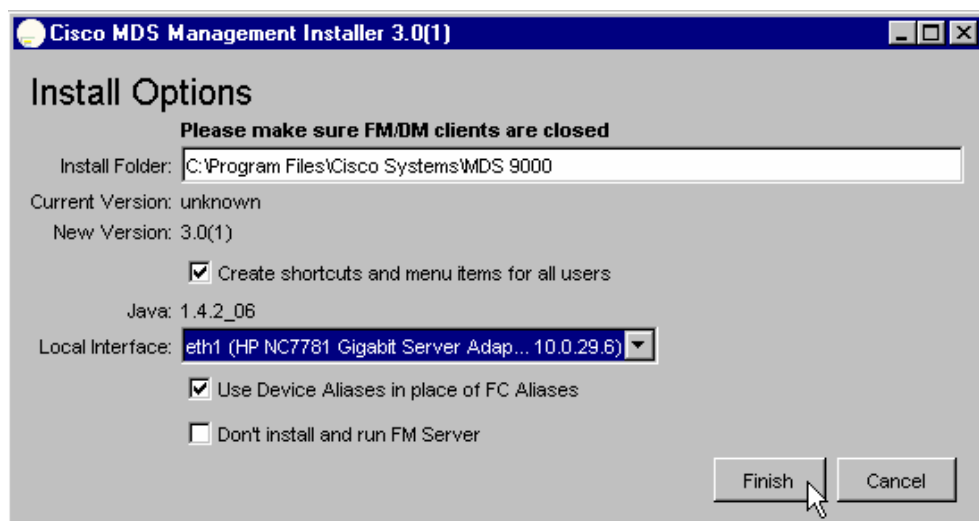 Cisco MDS Management Installer 3.0(1)
Install Options
Please make sure FM/DM clients are closed
Install Folder: C:\Program Files\Cisco Systems\MDS 9000
Current Version: unknown
New Version: 3.0(1)
Create shortcuts and menu items for all users
Java: 1.4.2_06
Local Interface: eth1 (HP NC7781 Gigabit Server Adap... 10.0.29.6)
Use Device Aliases in place of FC Aliases
Don't install and run FM Server
Finish Cancel